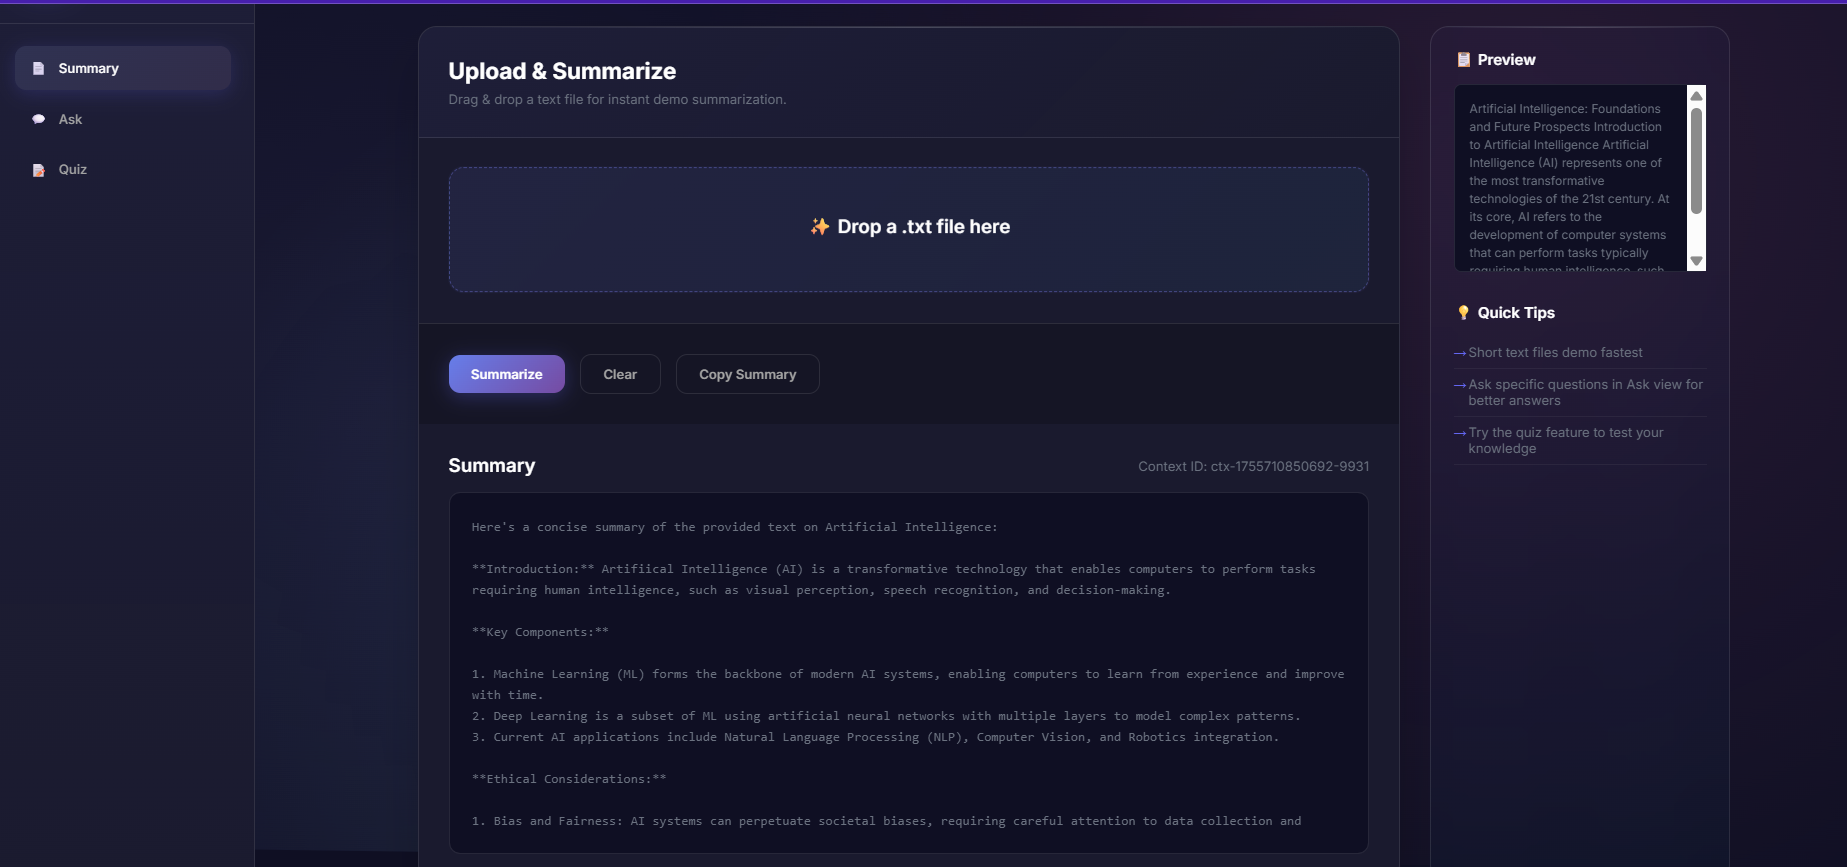 Summary
Ask
Quiz
Upload & Summarize
Drag & drop a text file for instant demo summarization.
✨ Drop a .txt file here
Summarize
Clear
Copy Summary
Summary
Context ID: ctx-1755710850692-9931
Here's a concise summary of the provided text on Artificial Intelligence:
**Introduction:** Artifiical Intelligence (AI) is a transformative technology that enables computers to perform tasks
requiring human intelligence, such as visual perception, speech recognition, and decision-making.
**Key Components:**
1. Machine Learning (ML) forms the backbone of modern AI systems, enabling computers to learn from experience and improve
with time.
2. Deep Learning is a subset of ML using artificial neural networks with multiple layers to model complex patterns.
3. Current AI applications include Natural Language Processing (NLP), Computer Vision, and Robotics integration.
**Ethical Considerations:**
1. Bias and Fairness: AI systems can perpetuate societal biases, requiring careful attention to data collection and
Preview
Artificial Intelligence: Foundations
and Future Prospects Introduction
to Artificial Intelligence Artificial
Intelligence (AI) represents one of
the most transformative
technologies of the 21st century. At
its core, AI refers to the
development of computer systems
that can perform tasks typically
requiring human intelligence, such
Quick Tips
→Short text files demo fastest
→Ask specific questions in Ask view for
better answers
→Try the quiz feature to test your
knowledge